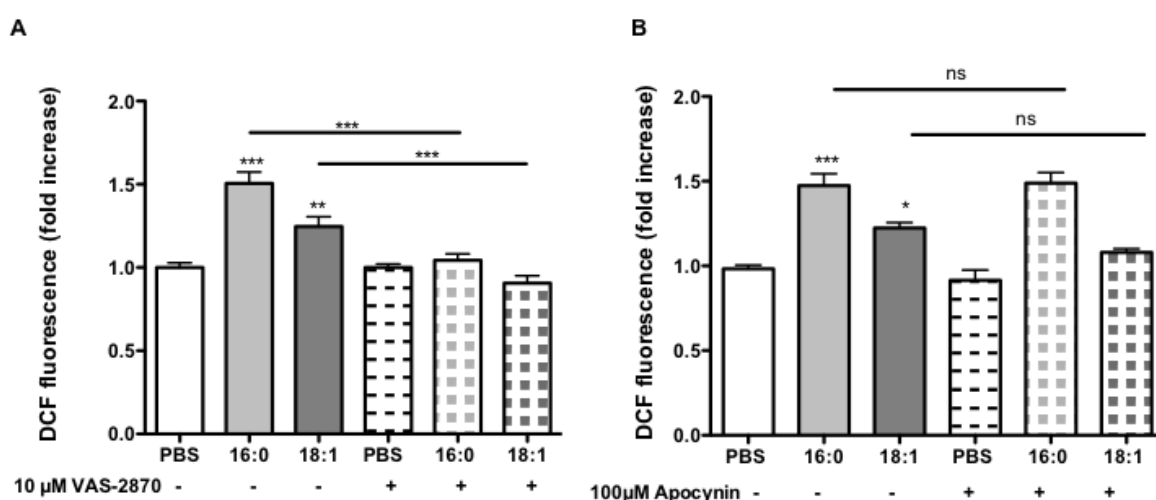 A
DCF fluorescence (fold increase)
2.0
1.5
1.0
0.5
0.0
***
***
***
**
PBS 16:0 18:1 PBS 16:0 18:1
10 µM VAS-2870 - - - + + +
B
DCF fluorescence (fold increase)
2.0
1.5
1.0
0.5
0.0
ns
ns
***
*
PBS 16:0 18:1 PBS 16:0 18:1
100µM Apocynin - - - + + +